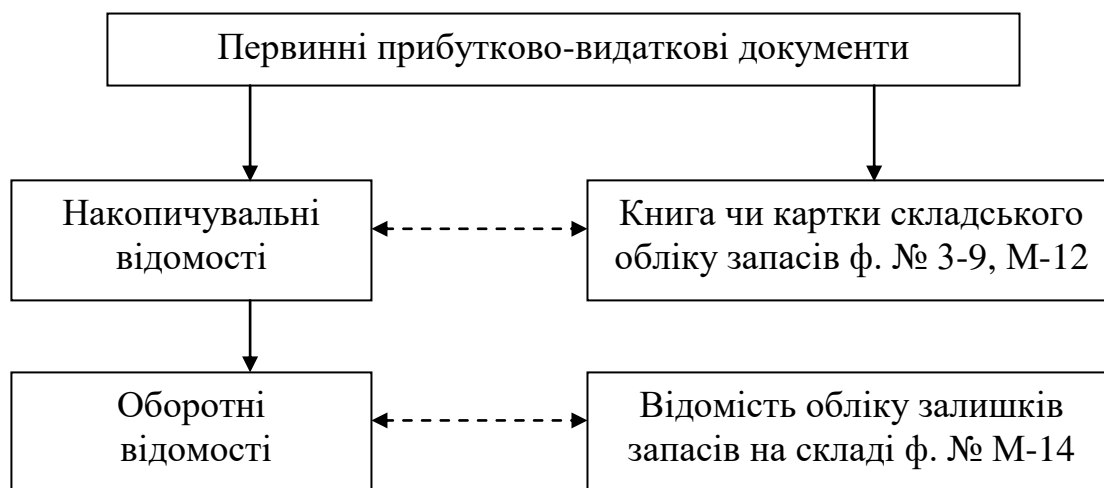 Первинні прибутково-видаткові документи
Накопичувальні
відомості
Книга чи картки складського
обліку запасів ф. № 3-9, М-12
Оборотні
відомості
Відомість обліку залишків
запасів на складі ф. № М-14